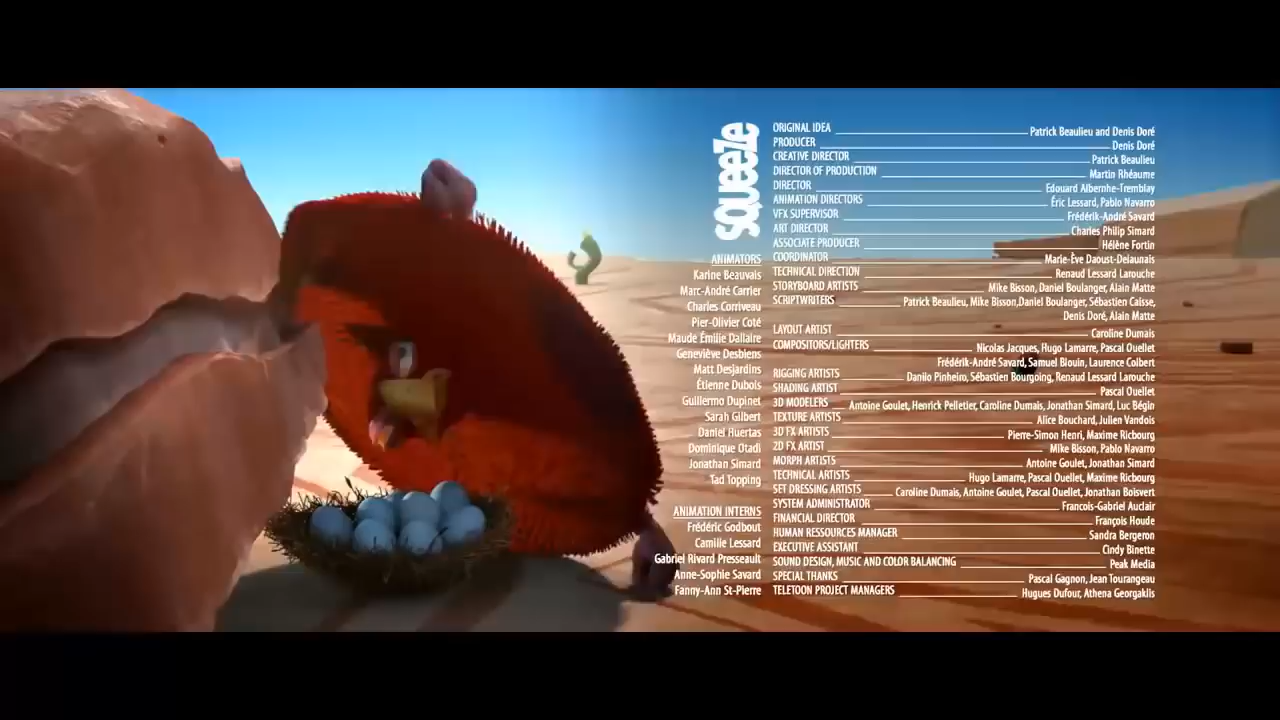 squeeze
ORIGINAL IDEA Patrick Beaulieu and Denis Doré
PRODUCER Denis Doré
CREATIVE DIRECTOR Patrick Beaulieu
DIRECTOR OF PRODUCTION Martin Rhéaume
DIRECTOR Edouard Albernhe-Tremblay
ANIMATION DIRECTORS Éric Lessard, Pablo Navarro
VFX SUPERVISOR Frédérik-André Savard
ART DIRECTOR Charles Philip Simard
ASSOCIATE PRODUCER Hélène Fortin
COORDINATOR Marie-Ève Daoust-Dejaunais
TECHNICAL DIRECTION Renaud Lessard Larouche
STORYBOARD ARTISTS Mike Bisson, Daniel Boulanger, Alain Matte
SCRIPTWRITERS Patrick Beaulieu, Mike Bisson,Daniel Boulanger, Sébastien Caisse,
Denis Doré, Alain Matte
LAYOUT ARTIST Caroline Dumais
COMPOSITORS/LIGHTERS Nicolas Jacques, Hugo Lamarre, Pascal Ouellet
Frédérik-André Savard, Samuel Blouin, Laurence Colbert
RIGGING ARTISTS Danilo Pinheiro, Sébastien Bourgoing, Renaud Lessard Larouche
SHADING ARTIST Pascal Ouellet
3D MODELERS Antoine Goulet, Henrick Pelletier, Caroline Dumais, Jonathan Simard, Luc Bégin
TEXTURE ARTISTS Alice Bouchard, Julien Vandois
3D FX ARTISTS Pierre-Simon Henri, Maxime Ricbourg
2D FX ARTIST Mike Bisson, Pablo Navarro
MORPH ARTISTS Antoine Goulet, Jonathan Simard
TECHNICAL ARTISTS Hugo Lamarre, Pascal Ouellet, Maxime Ricbourg
SET DRESSING ARTISTS Caroline Dumais, Antoine Goulet, Pascal Ouellet, Jonathan Boisvert
SYSTEM ADMINISTRATOR Francois-Gabriel Auclair
FINANCIAL DIRECTOR François Houde
HUMAN RESSOURCES MANAGER Sandra Bergeron
EXECUTIVE ASSISTANT Cindy Binette
SOUND DESIGN, MUSIC AND COLOR BALANCING Peak Media
SPECIAL THANKS Pascal Gagnon, Jean Tourangeau
TELETOON PROJECT MANAGERS Hugues Dufour, Athena Georgaklis
ANIMATORS
Karine Beauvais
Marc-André Carrier
Charles Corriveau
Pier-Olivier Coté
Maude Émilie Dallaire
Geneviève Desbiens
Matt Desjardins
Étienne Dubois
Guillermo Dupinet
Sarah Gilbert
Daniel Huertas
Dominique Otadi
Jonathan Simard
Tad Topping
ANIMATION INTERNS
Frédéric Godbout
Camille Lessard
Gabriel Rivard Presseault
Anne-Sophie Savard
Fanny-Ann St-Pierre